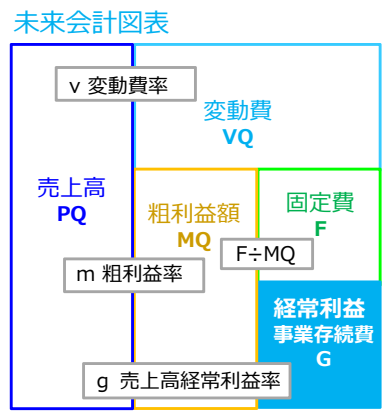 未来会計図表
v 変動費率
変動費
VQ
売上高
PQ
粗利益額
MQ
固定費
F
F÷MQ
m 粗利益率
経常利益
事業存続費
G
g 売上高経常利益率